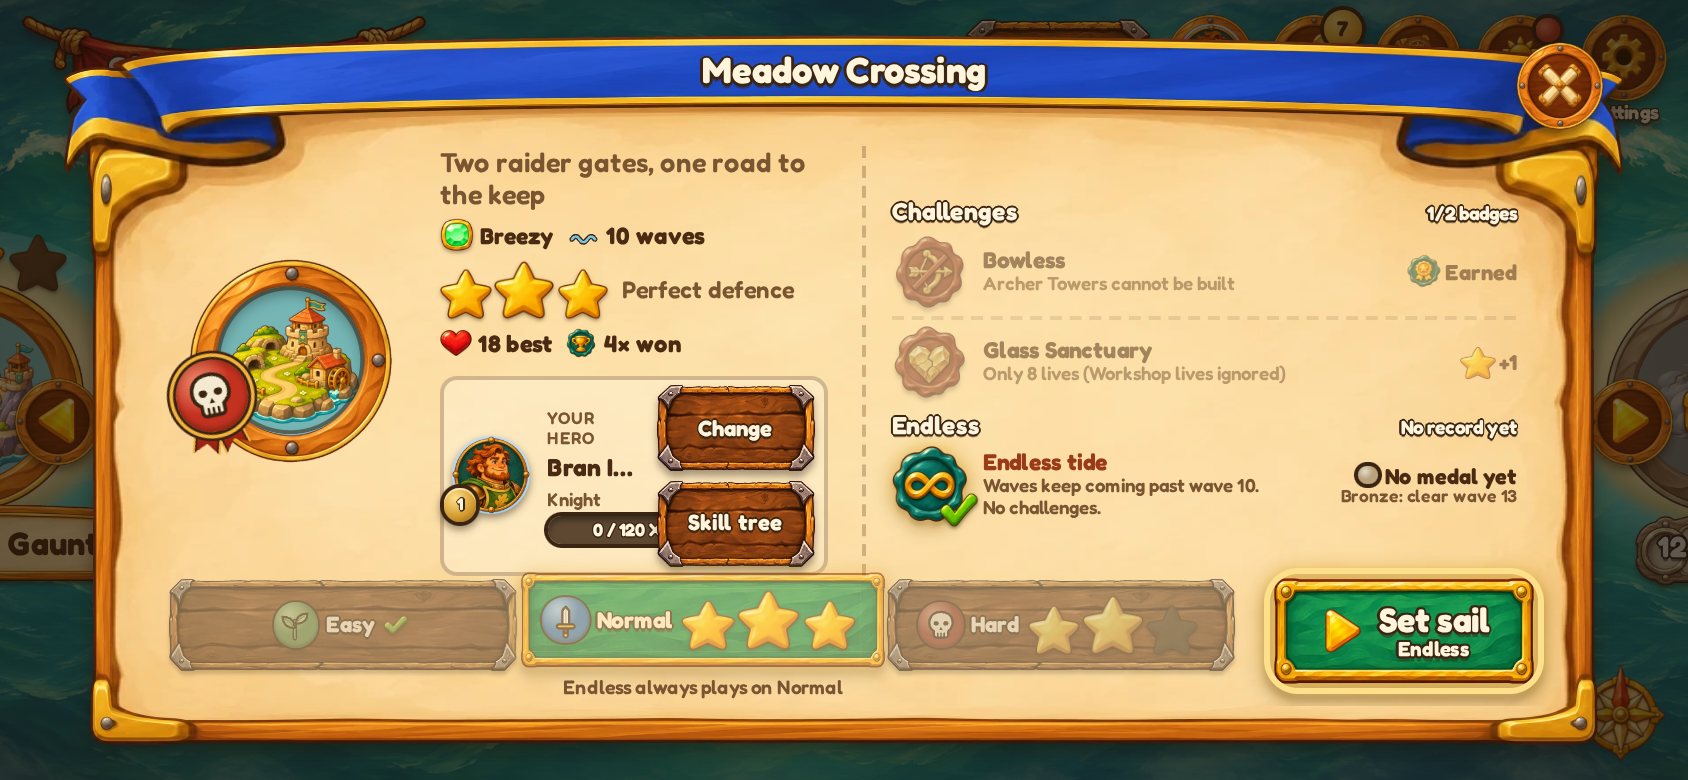 7
Meadow Crossing
ttings
Two raider gates, one road to
the keep
Breezy
10 waves
Perfect defence
18 best
4x won
YOUR
HERO
Bran I...
Knight
1
0 / 120
Change
Skill tree
Challenges
1/2 badges
Bowless
Archer Towers cannot be built
Earned
Glass Sanctuary
Only 8 lives (Workshop lives ignored)
+1
Endless
No record yet
Endless tide
Waves keep coming past wave 10.
No challenges.
No medal yet
Bronze: clear wave 13
Gaunt
12
Easy
Normal
Hard
Endless always plays on Normal
Set sail
Endless